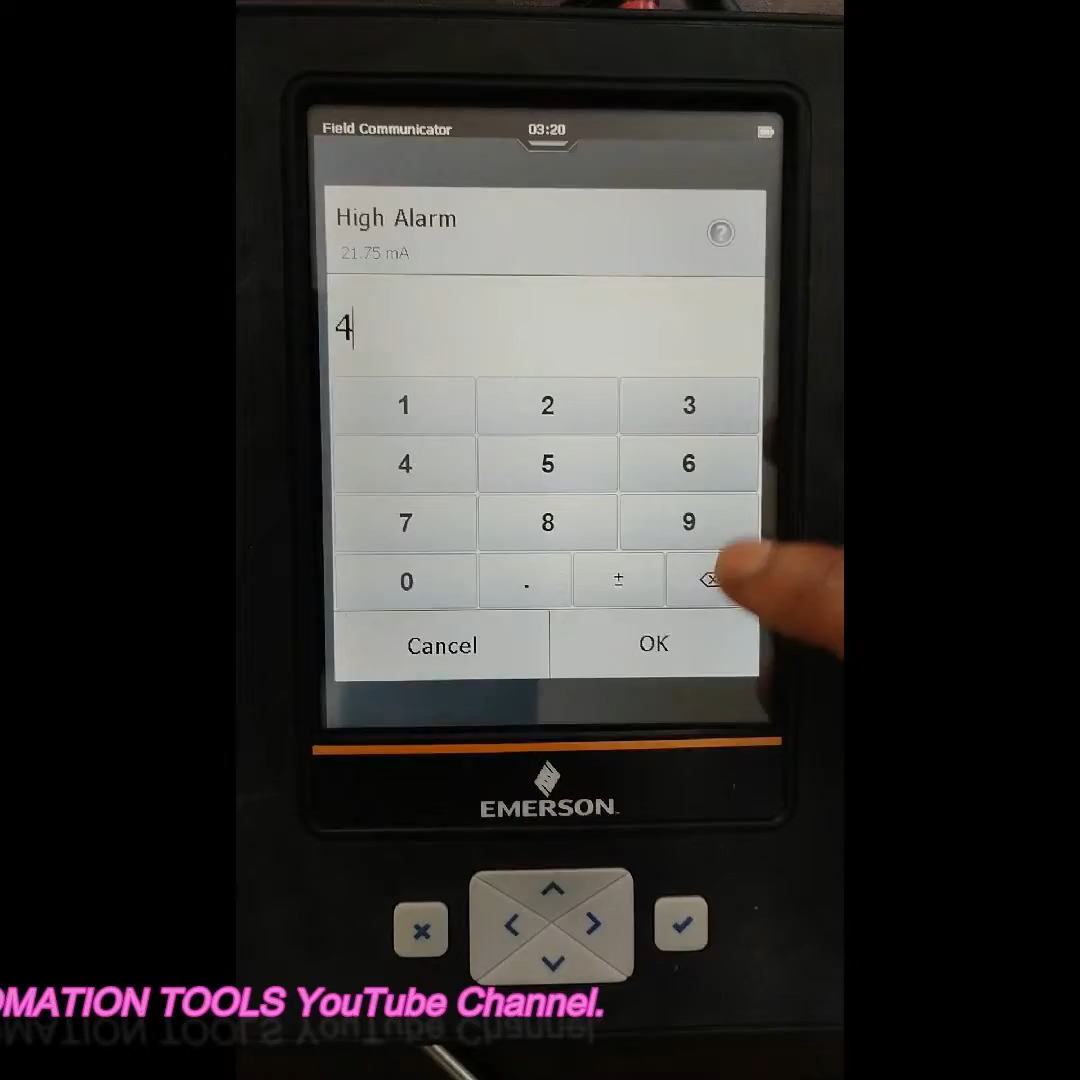 Field Communicator 03:20
High Alarm
21.75 mA
?
4
1 2 3
4 5 6
7 8 9
0 . ±
Cancel OK
EMERSON
OMATION TOOLS YouTube Channel.